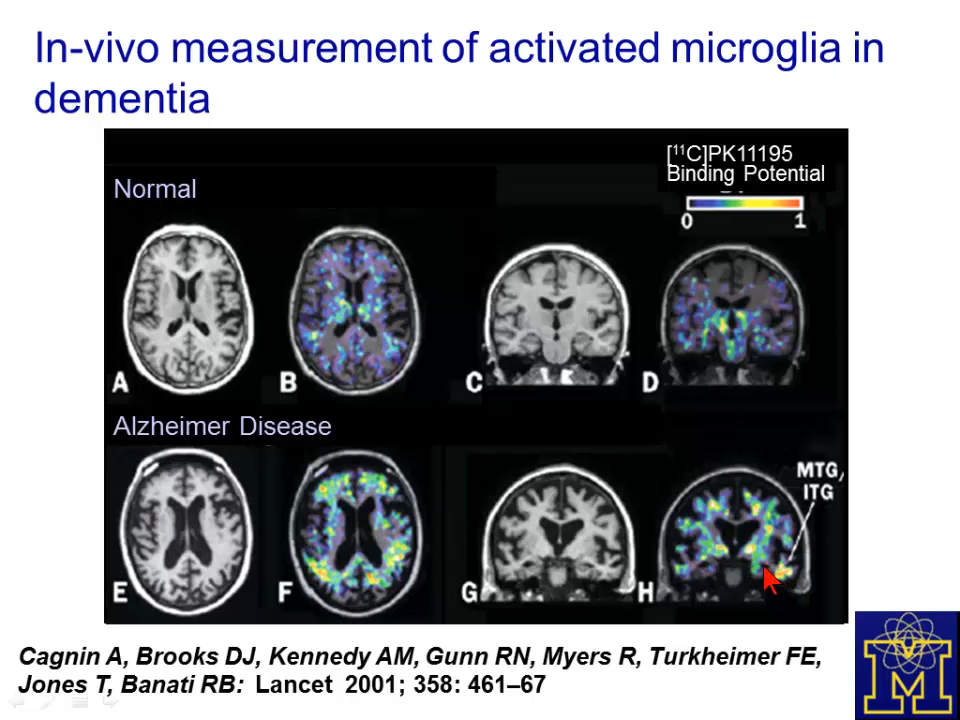 In-vivo measurement of activated microglia in
dementia
[¹¹C]PK11195
Binding Potential
0 1
Normal
A B C D
Alzheimer Disease
MTG/
ITG
E F G H
Cagnin A, Brooks DJ, Kennedy AM, Gunn RN, Myers R, Turkheimer FE,
Jones T, Banati RB: Lancet 2001; 358: 461–67
M